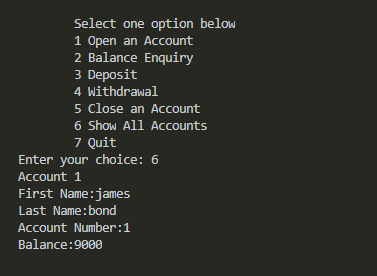 Select one option below
1 Open an Account
2 Balance Enquiry
3 Deposit
4 Withdrawal
5 Close an Account
6 Show All Accounts
7 Quit
Enter your choice: 6
Account 1
First Name:james
Last Name:bond
Account Number:1
Balance:9000